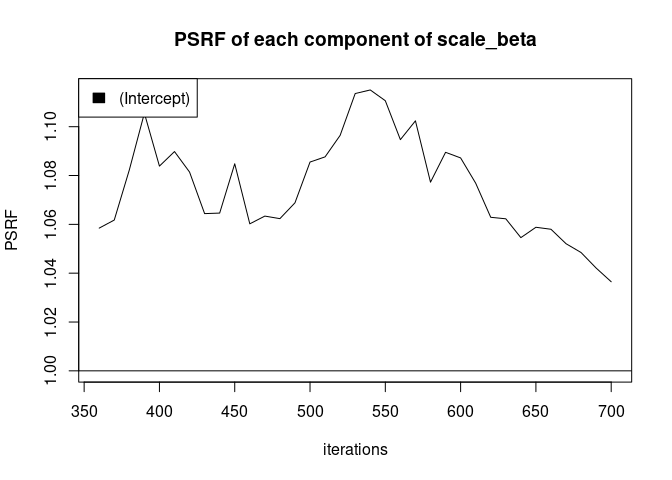 PSRF of each component of scale_beta
(Intercept)
PSRF
1.10
1.08
1.06
1.04
1.02
1.00
350 400 450 500 550 600 650 700
iterations